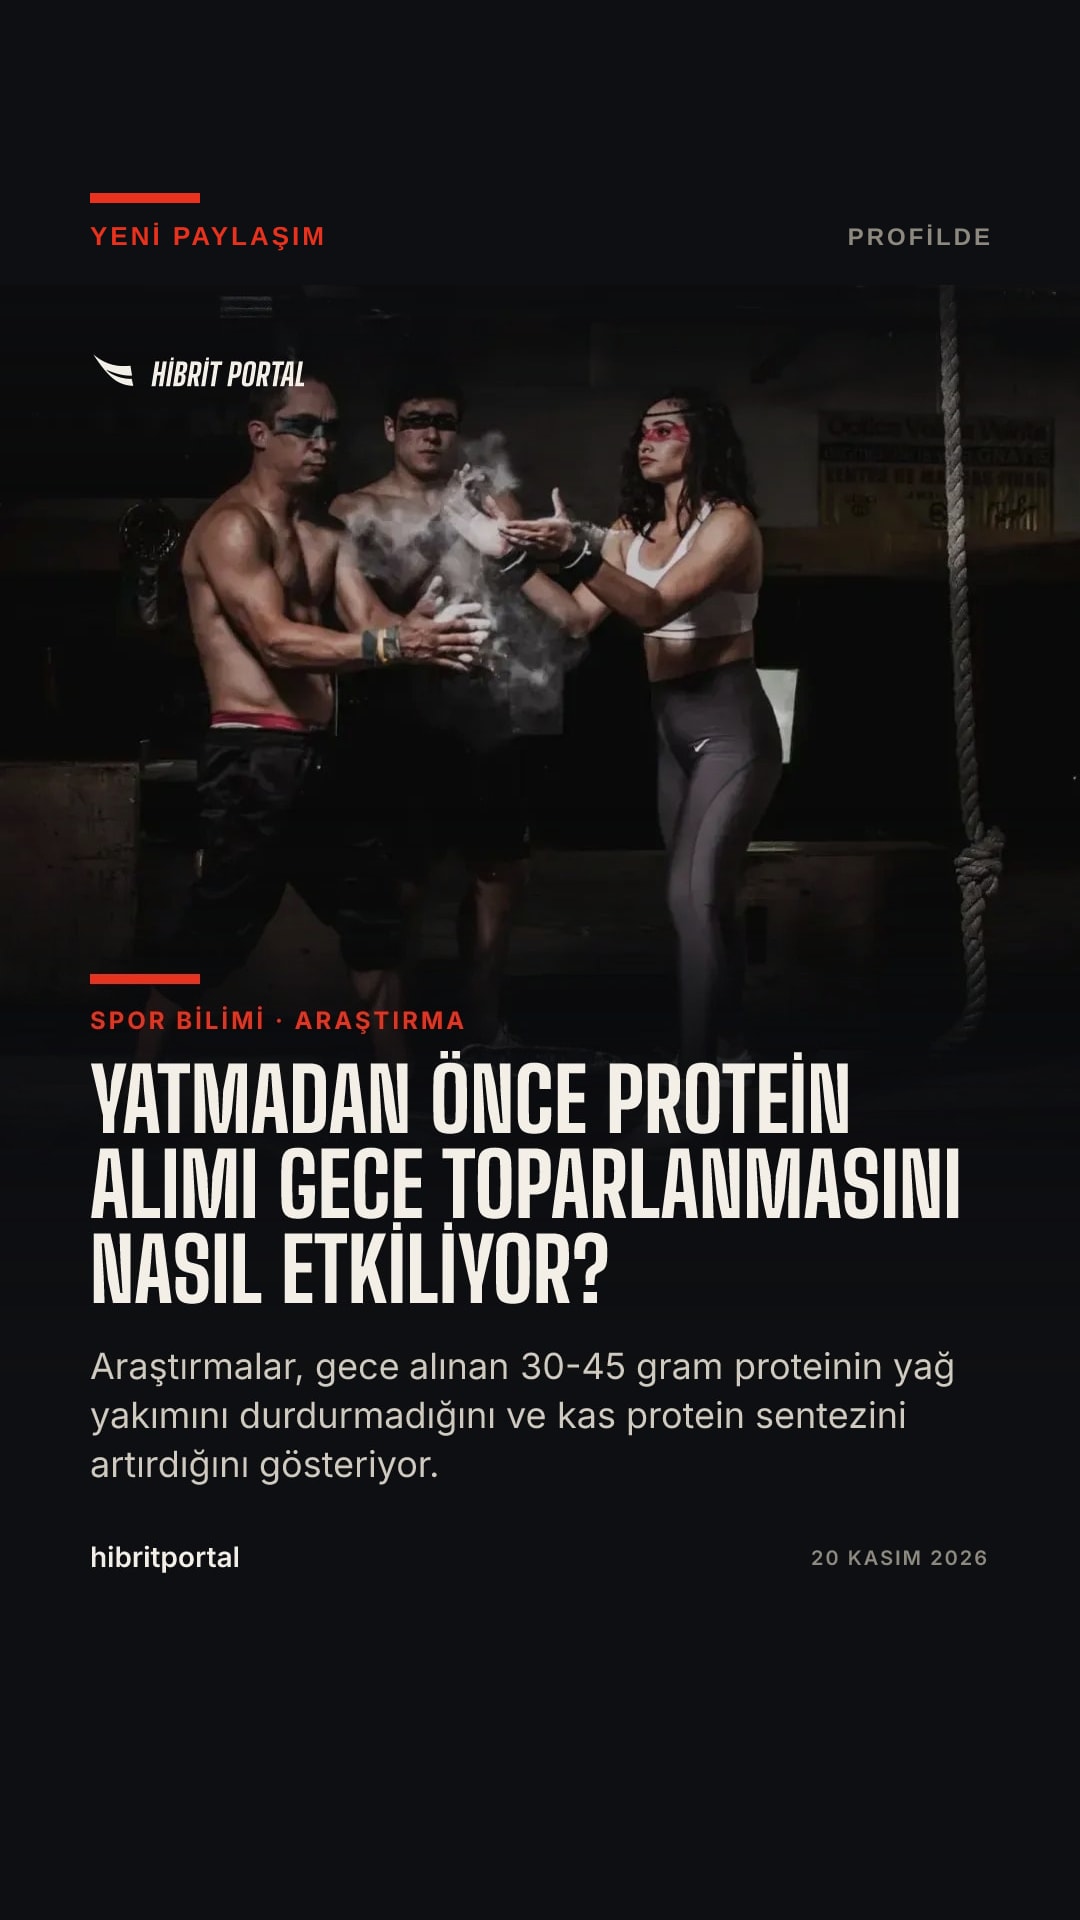 YENİ PAYLAŞIM
PROFİLDE
HİBRİT PORTAL
SPOR BİLİMİ · ARAŞTIRMA
YATMADAN ÖNCE PROTEİN
ALIMI GECE TOPARLANMASINI
NASIL ETKİLİYOR?
Araştırmalar, gece alınan 30-45 gram proteinin yağ
yakımını durdurmadığını ve kas protein sentezini
artırdığını gösteriyor.
hibritportal
20 KASIM 2026